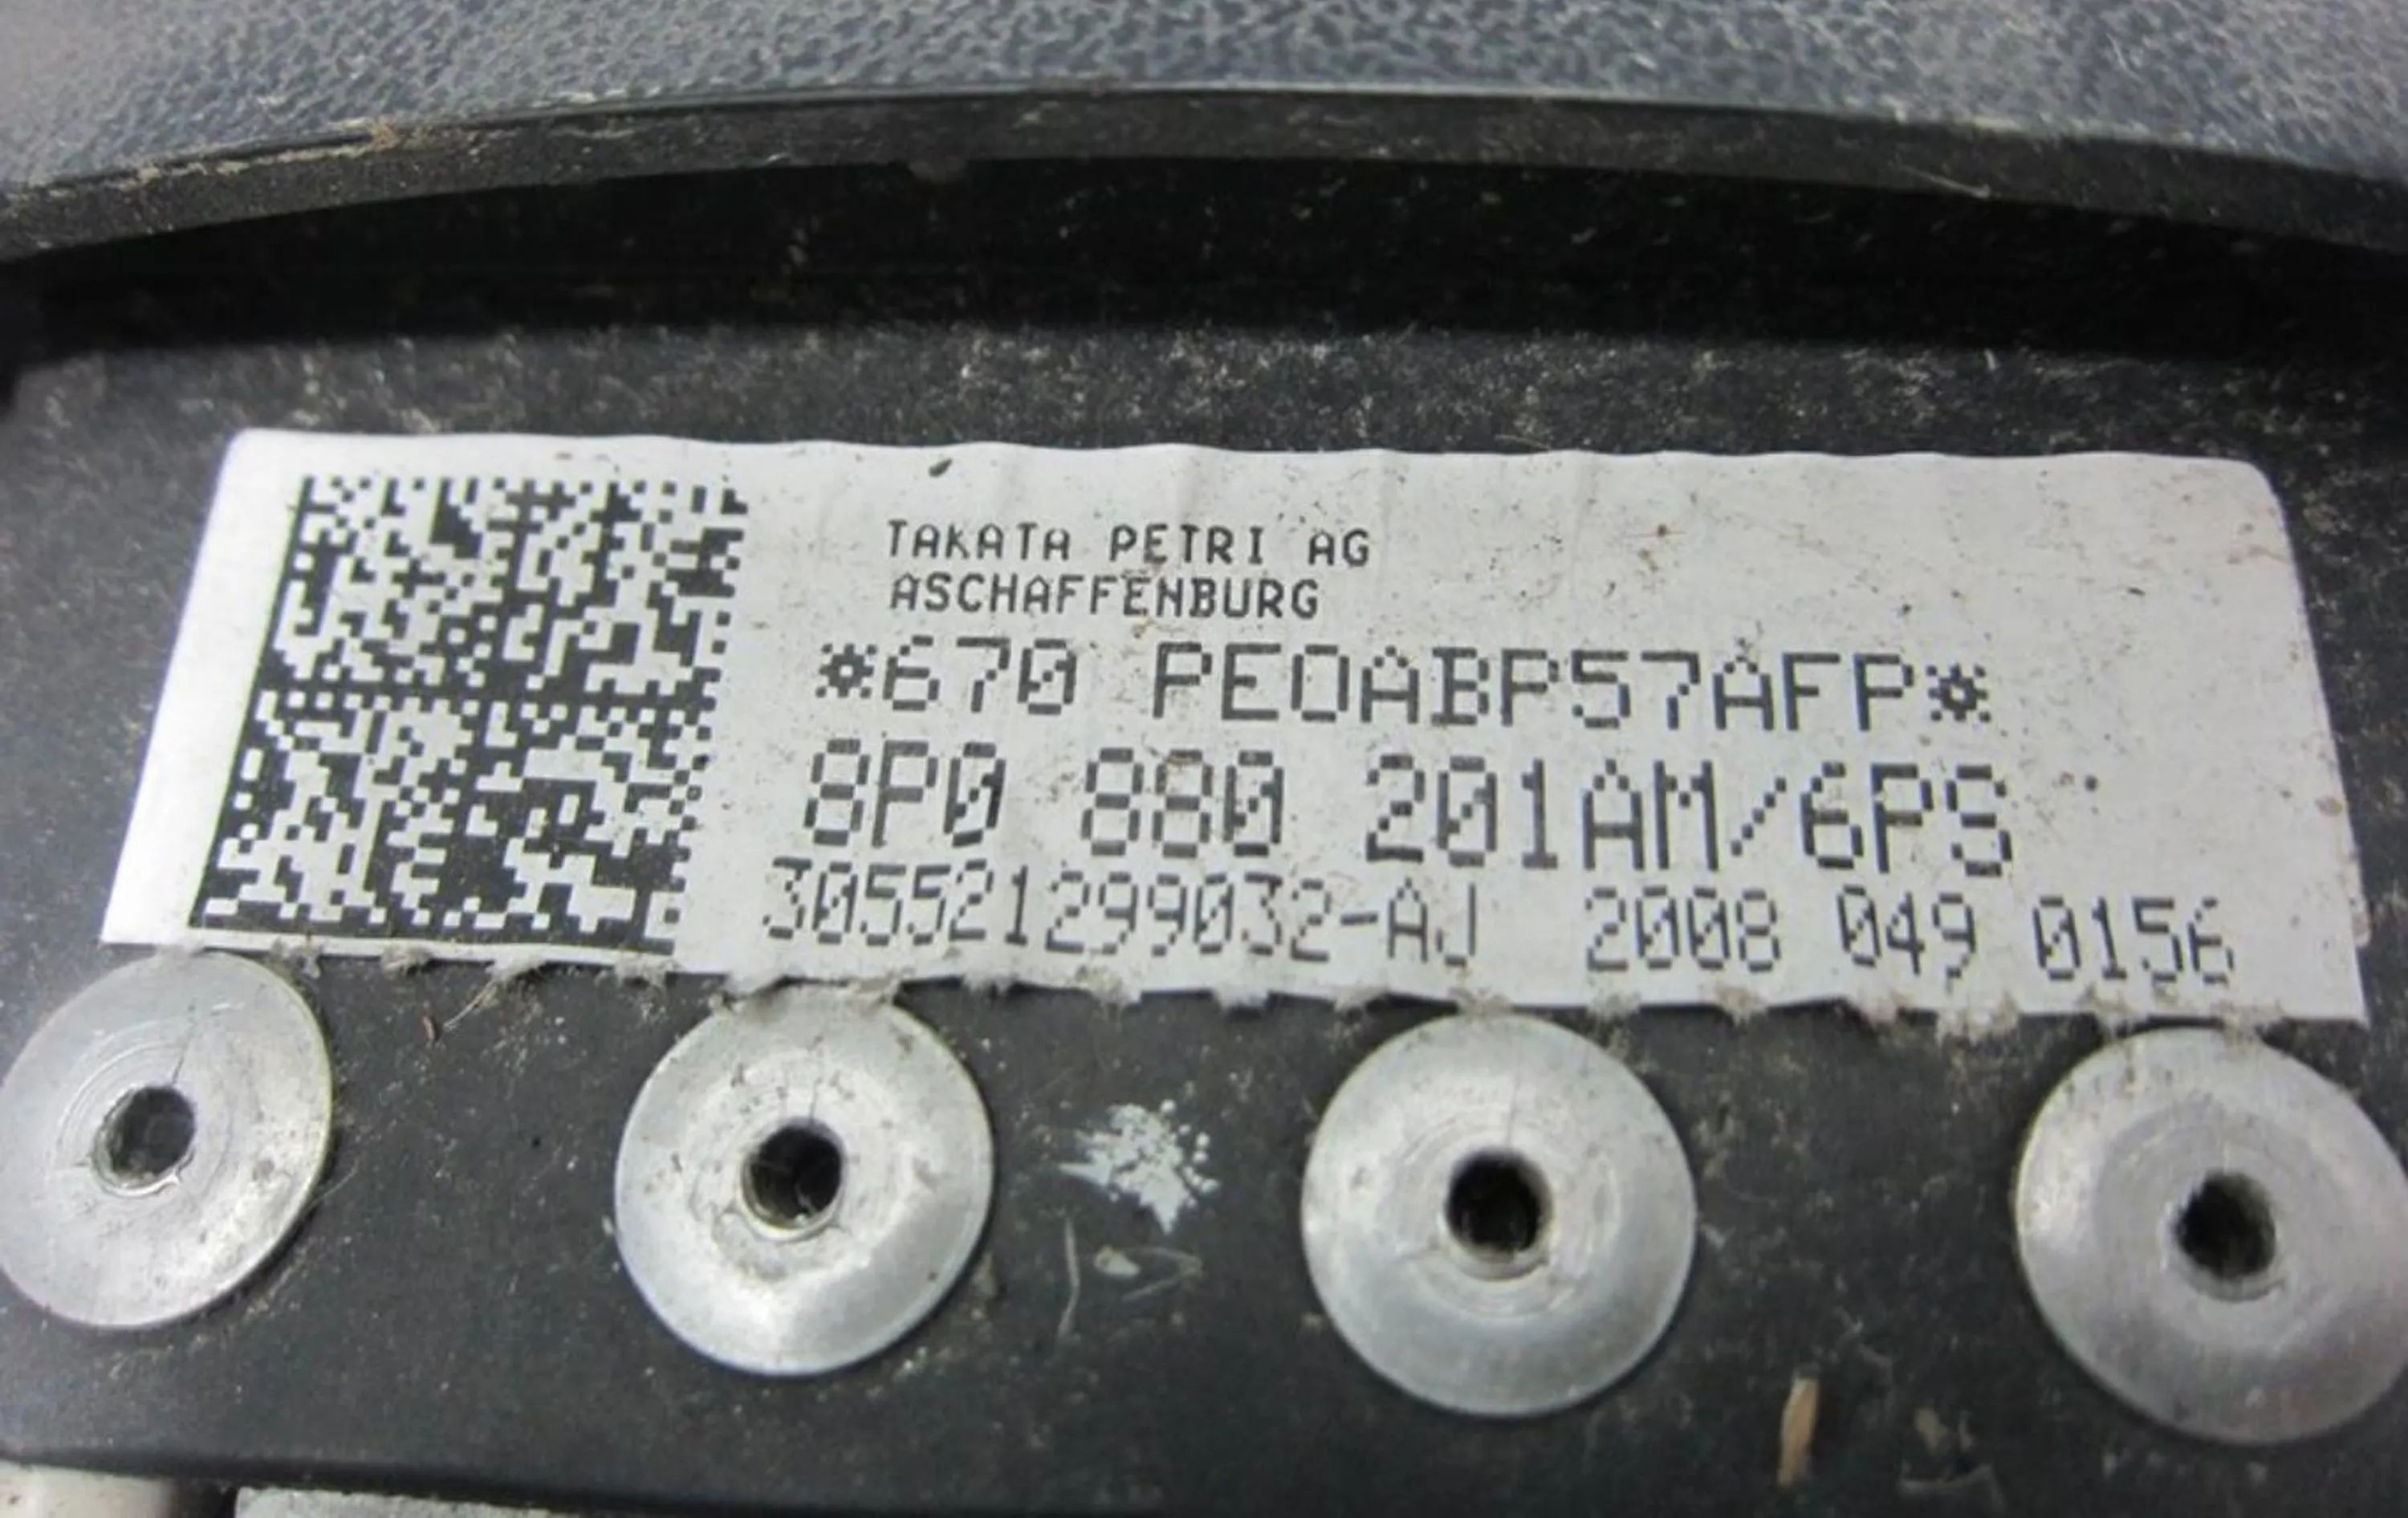 TAKATA PETRI AG
ASCHAFFENBURG
*670 PEOABP57AFP*
8P0 880 201AM/6PS
305521299032-AJ 2008 049 0156